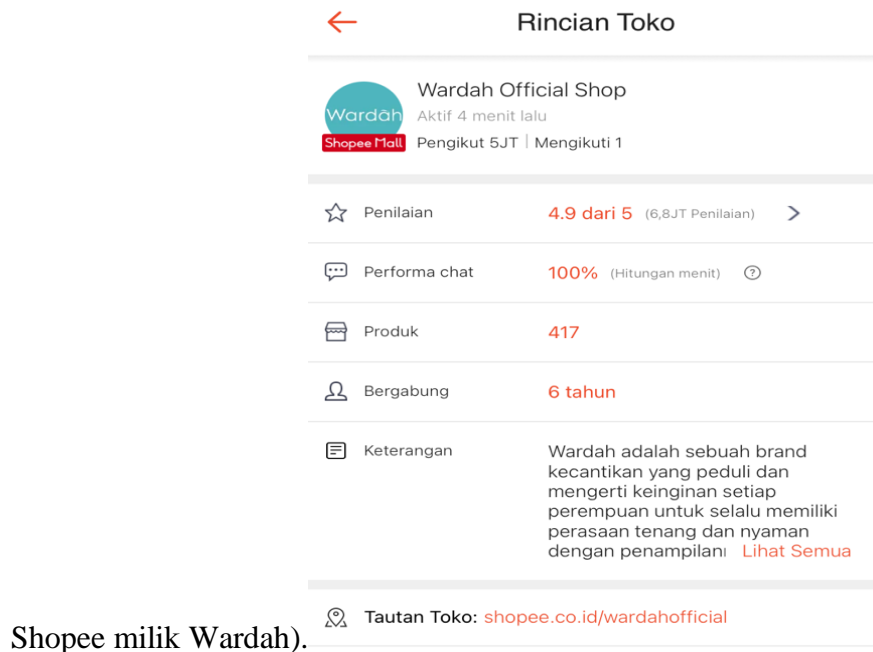 Rincian Toko
Wardah Official Shop
Wardah
Aktif 4 menit lalu
Shopee Mall
Pengikut 5JT | Mengikuti 1
Penilaian 4.9 dari 5 (6,8JT Penilaian)
Performa chat 100% (Hitungan menit)
Produk 417
Bergabung 6 tahun
Keterangan Wardah adalah sebuah brand
kecantikan yang peduli dan
mengerti keinginan setiap
perempuan untuk selalu memiliki
perasaan tenang dan nyaman
dengan penampilan Lihat Semua
Tautan Toko: shopee.co.id/wardahofficial
Shopee milik Wardah).